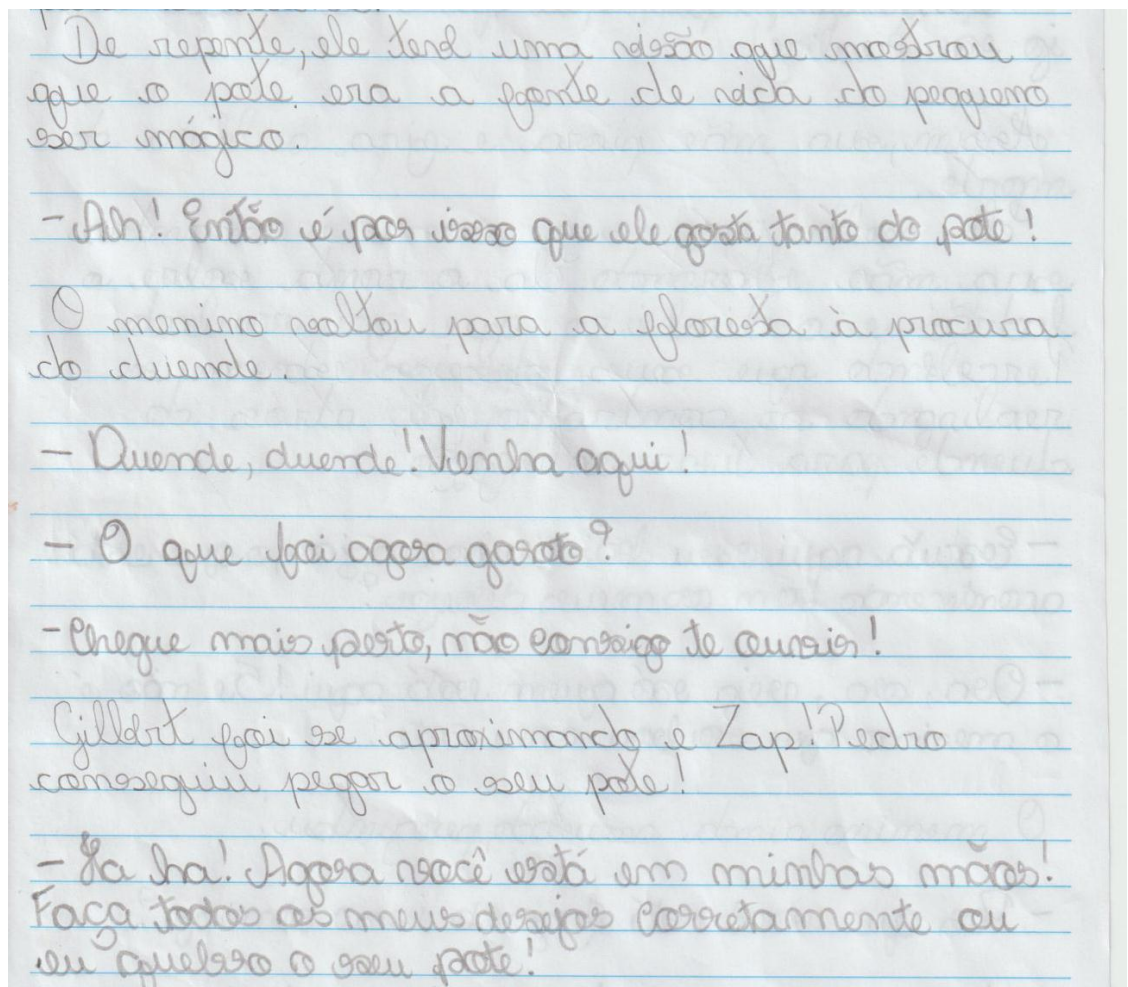 De repente, ele teve uma visão que mostrou
que o pote era a fonte de vida do pequeno
ser mágico.
- Ah! Então é por isso que ele gosta tanto do pote!
O menino voltou para a floresta à procura
do duende.
- Duende, duende! Venha aqui!
- O que foi agora garoto?
- Chegue mais perto, não consigo te ouvir!
Gilbert foi se aproximando e Zap! Pedro
conseguiu pegar o seu pote!
- Ha ha! Agora você está em minhas mãos!
Faça todos os meus desejos corretamente ou
eu quebro o seu pote!